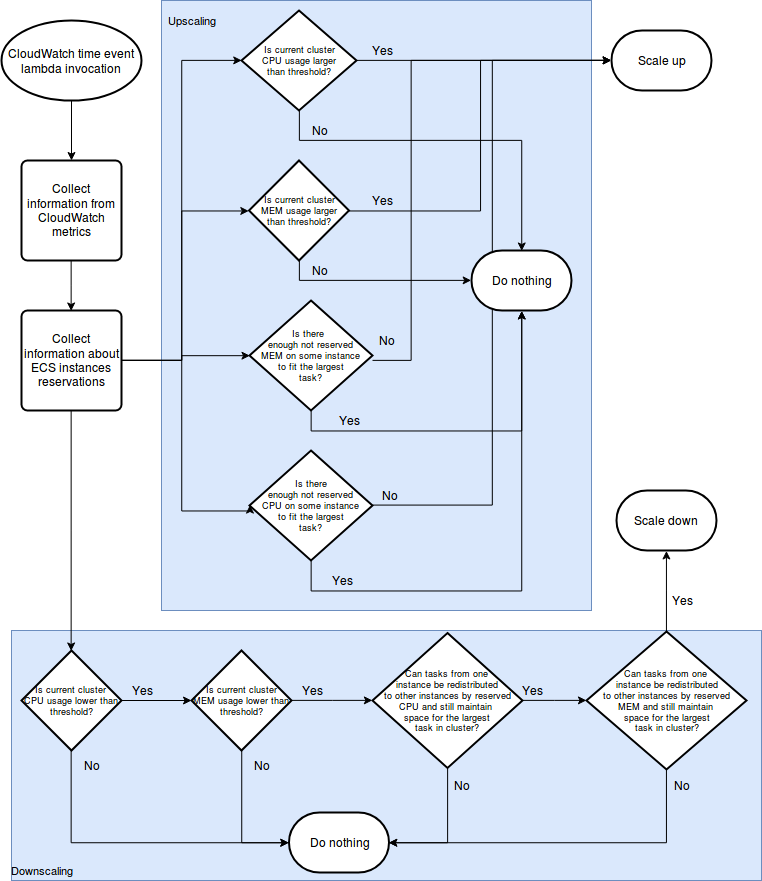 Upscaling
CloudWatch time event
lambda invocation
Is current cluster
CPU usage larger
than threshold?
Yes
Scale up
No
Collect
information from
CloudWatch
metrics
Is current cluster
MEM usage larger
than threshold?
Yes
No
Do nothing
Collect
information about
ECS instances
reservations
Is there
enough not reserved
MEM on some instance
to fit the largest
task?
No
Yes
Is there
enough not reserved
CPU on some instance
to fit the largest
task?
No
Yes
Scale down
Yes
Is current cluster
CPU usage lower than
threshold?
Yes
Is current cluster
MEM usage lower than
threshold?
Yes
Can tasks from one
instance be redistributed
to other instances by reserved
CPU and still maintain
space for the largest
task in cluster?
Yes
Can tasks from one
instance be redistributed
to other instances by reserved
MEM and still maintain
space for the largest
task in cluster?
No
No
No
No
Do nothing
Downscaling